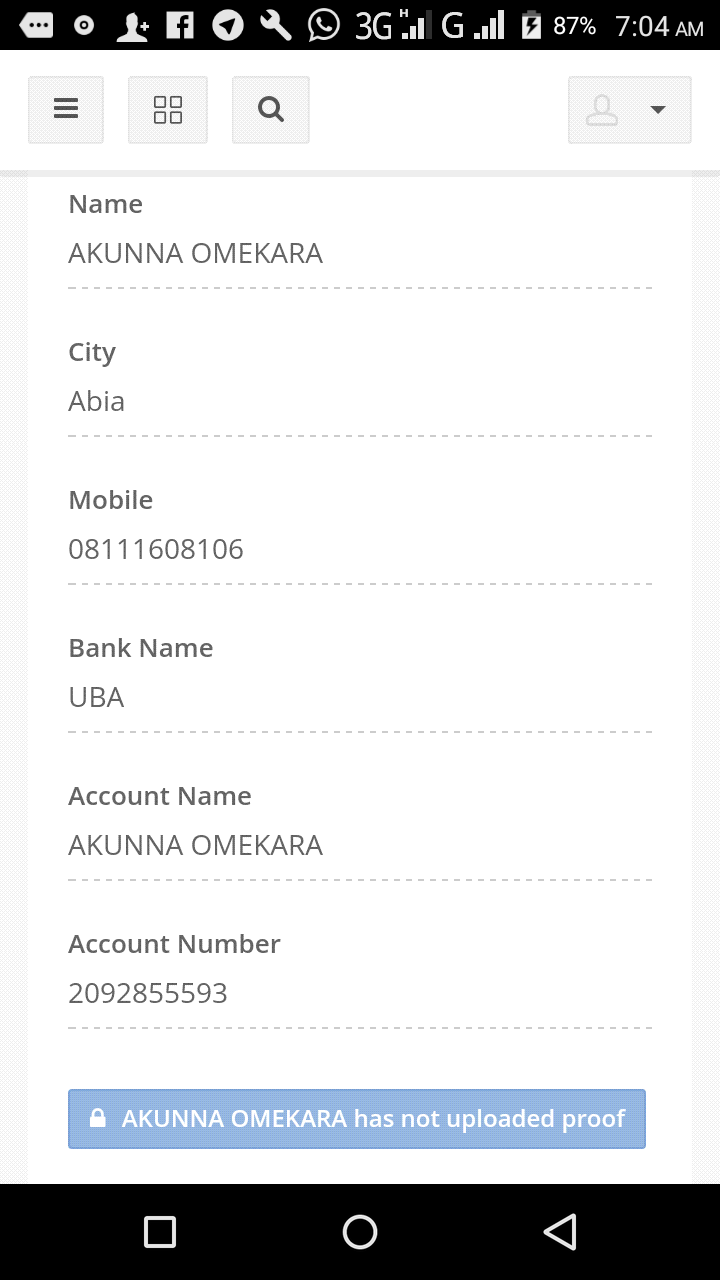 3G H G 87% 7:04 AM
Name
AKUNNA OMEKARA
City
Abia
Mobile
08111608106
Bank Name
UBA
Account Name
AKUNNA OMEKARA
Account Number
2092855593
AKUNNA OMEKARA has not uploaded proof